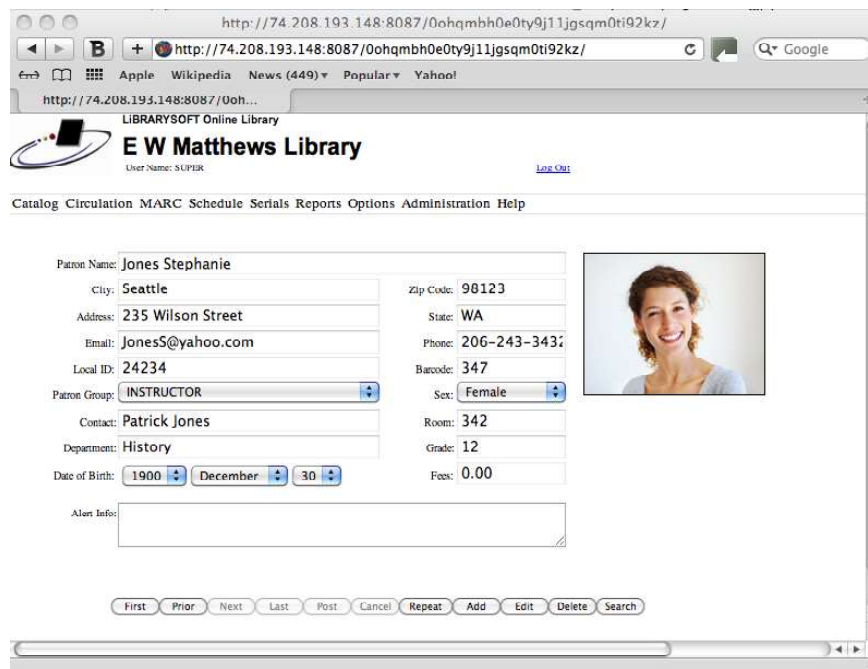 http://74.208.193.148:8087/0ohqmbh0e0ty9j11jgsqm0ti92kz/
B + http://74.208.193.148:8087/0ohqmbh0e0ty9j11jgsqm0ti92kz/ Google
Apple Wikipedia News (449) Popular Yahoo!
http://74.208.193.148:8087/0oh...
LiBRARYSOFT Online Library
E W Matthews Library
User Name: SUPER Log Out
Catalog Circulation MARC Schedule Serials Reports Options Administration Help
Patron Name: Jones Stephanie
City: Seattle Zip Code: 98123
Address: 235 Wilson Street State: WA
Email: JonesS@yahoo.com Phone: 206-243-3432
Local ID: 24234 Barcode: 347
Patron Group: INSTRUCTOR Sex: Female
Contact: Patrick Jones Room: 342
Department: History Grade: 12
Date of Birth: 1900 December 30 Fees: 0.00
Alert Info:
First Prior Next Last Post Cancel Repeat Add Edit Delete Search